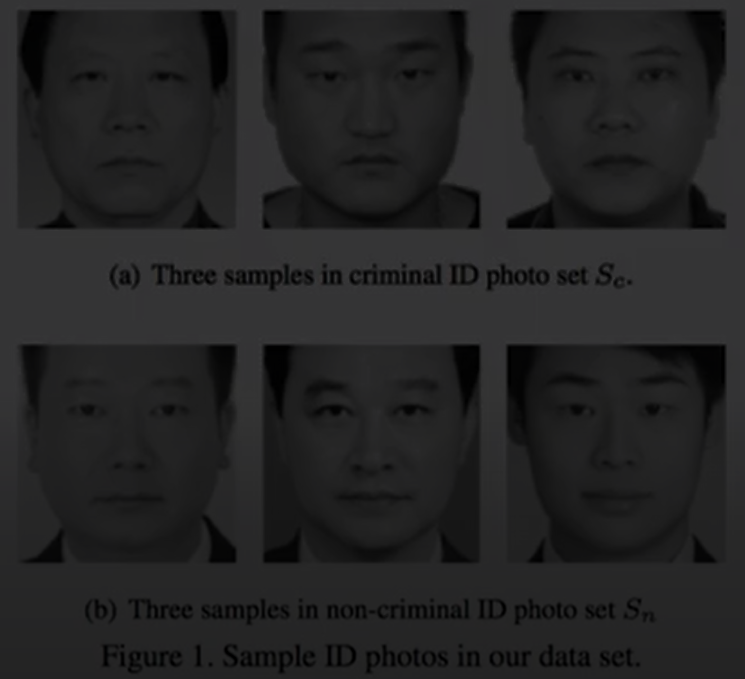 (a) Three samples in criminal ID photo set Sc.
(b) Three samples in non-criminal ID photo set Sn
Figure 1. Sample ID photos in our data set.